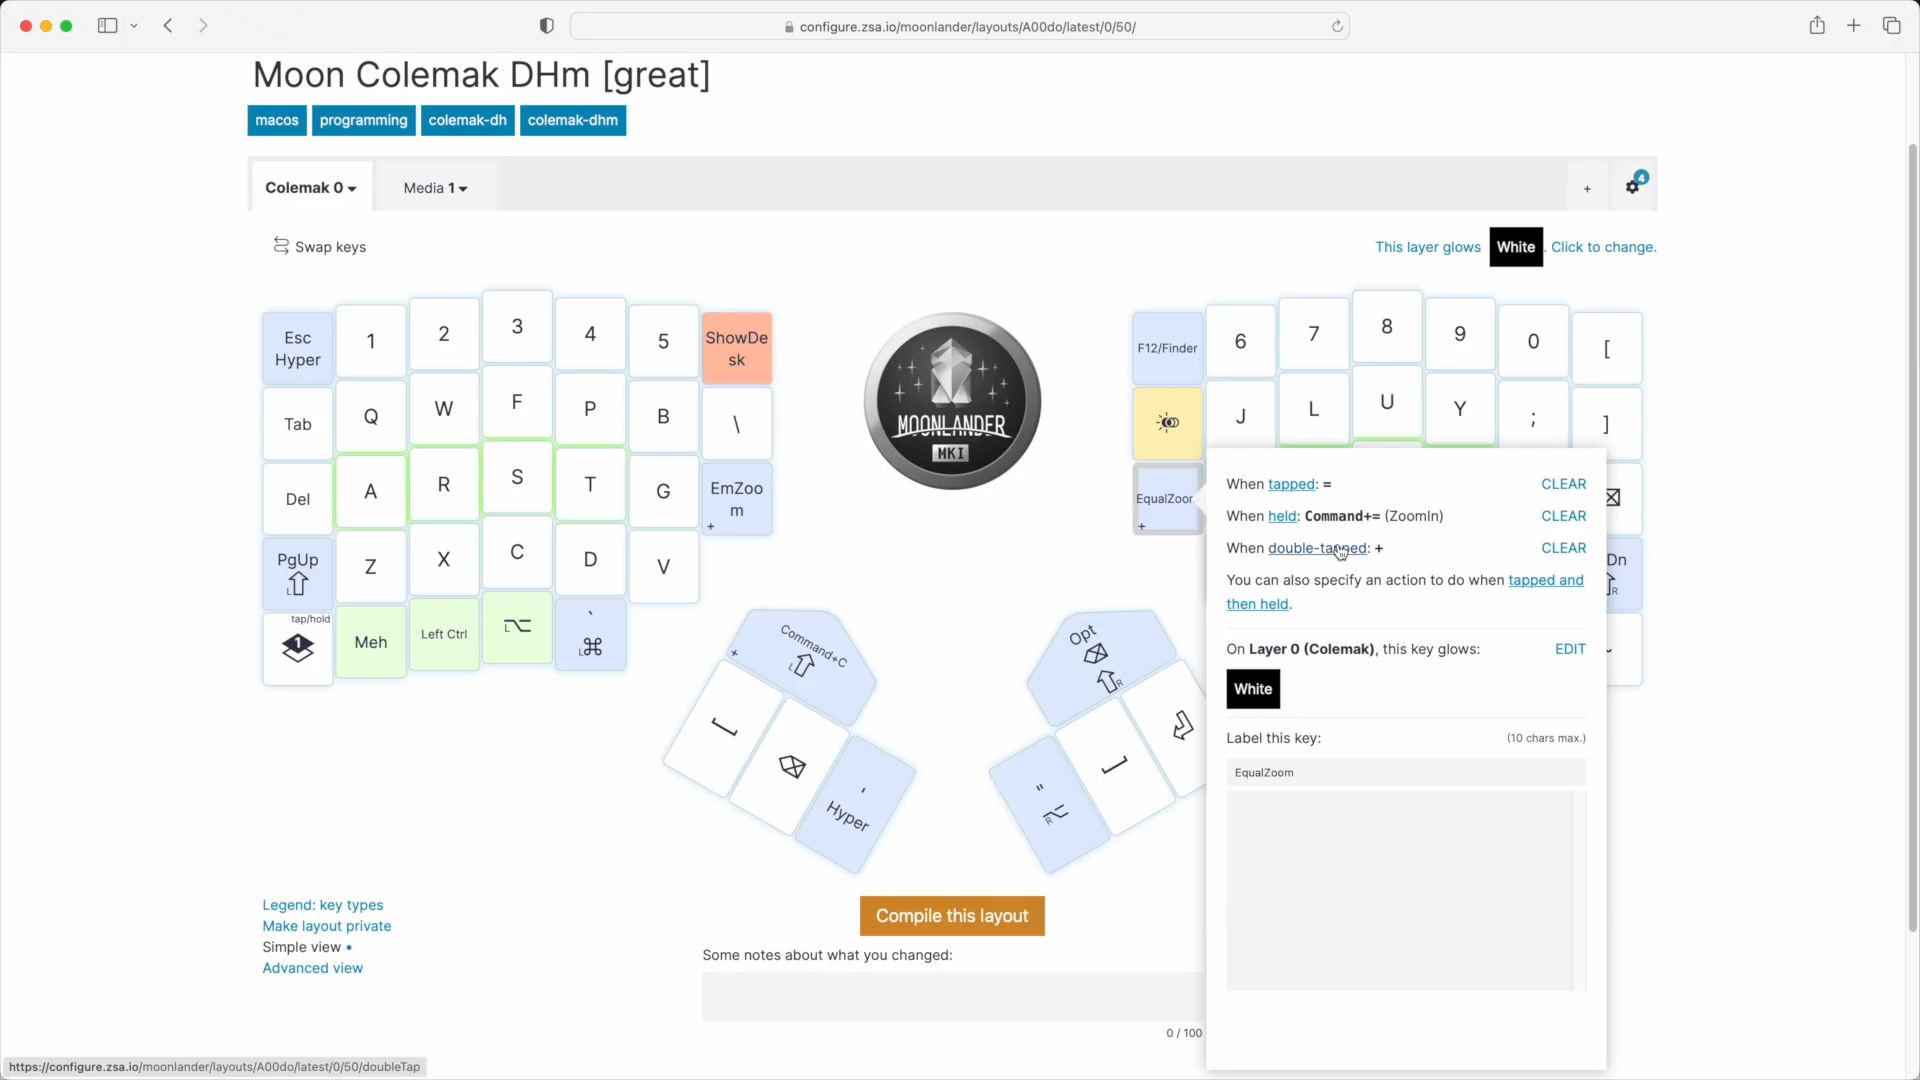 configure.zsa.io/moonlander/layouts/A00do/latest/0/50/
Moon Colemak DHm [great]
macos programming colemak-dh colemak-dhm
Colemak 0 Media 1 + 4
Swap keys
This layer glows White . Click to change.
Esc Hyper 1 2 3 4 5 ShowDe sk
F12/Finder 6 7 8 9 0 [
Tab Q W F P B \
J L U Y ; ]
Del A R S T G EmZoo m +
EqualZoom +
PgUp L Z X C D V
Dn R
tap/hold 1 Meh Left Ctrl L ` L⌘
MOONLANDER
MKI
Command+C + L
Opt R
' Hyper
" R
When tapped: = CLEAR
When held: Command+= (ZoomIn) CLEAR
When double-tapped: + CLEAR
You can also specify an action to do when tapped and
then held.
On Layer 0 (Colemak), this key glows: EDIT
White
Label this key: (10 chars max.)
EqualZoom
Legend: key types
Make layout private
Simple view •
Advanced view
Compile this layout
Some notes about what you changed:
0 / 100
https://configure.zsa.io/moonlander/layouts/A00do/latest/0/50/doubleTap